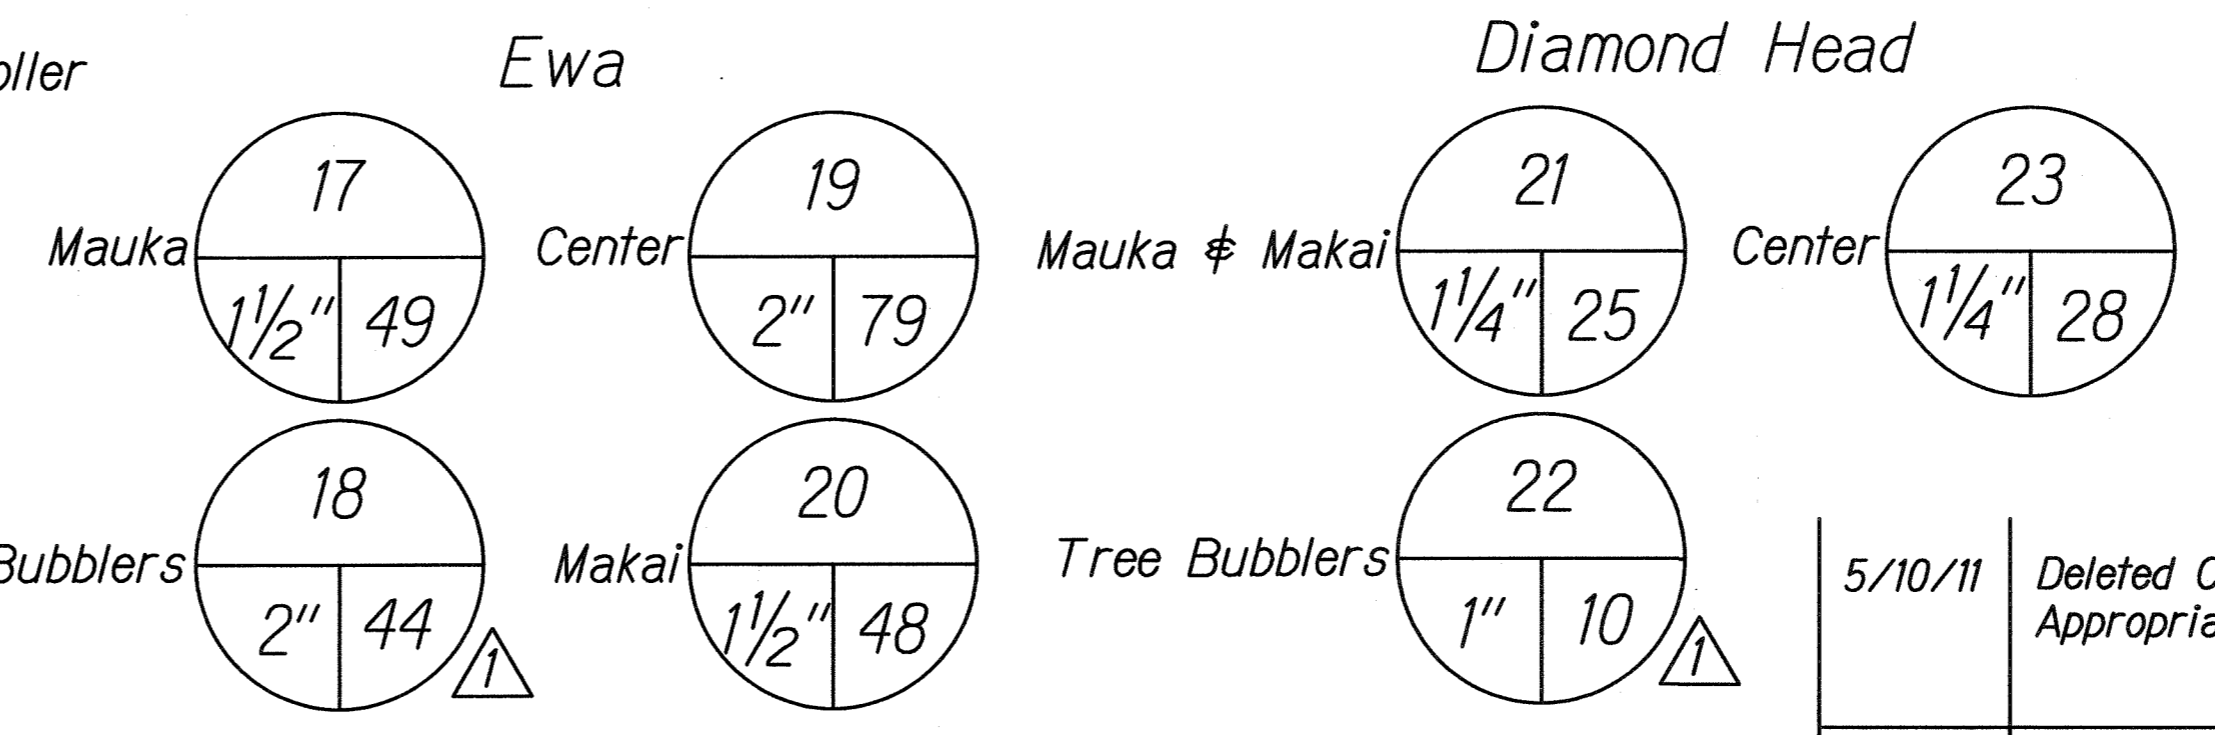 Ewa
Diamond Head
17
Mauka
1½" 49
19
Center
2" 79
21
Mauka & Makai
1¼" 25
23
Center
1¼" 28
18
Bubblers
2" 44
1
20
Makai
1½" 48
22
Tree Bubblers
1" 10
1
5/10/11
Deleted